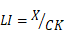 LI = X/CK